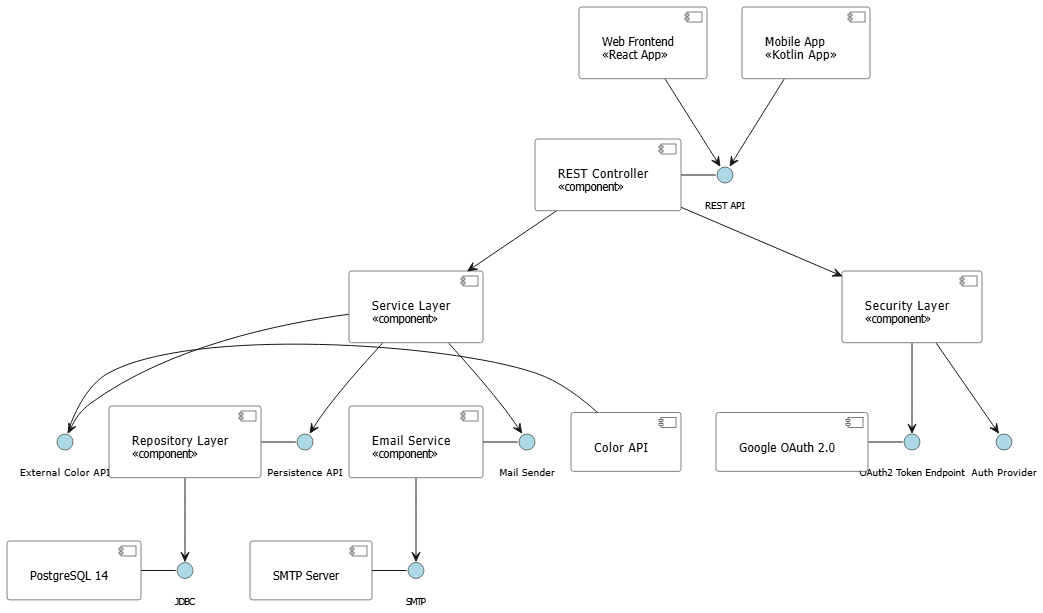 Web Frontend
«React App»
Mobile App
«Kotlin App»
REST Controller
«component»
REST API
Service Layer
«component»
Security Layer
«component»
Repository Layer
«component»
Email Service
«component»
Color API
Google OAuth 2.0
External Color API
Persistence API
Mail Sender
OAuth2 Token Endpoint
Auth Provider
PostgreSQL 14
SMTP Server
JDBC
SMTP